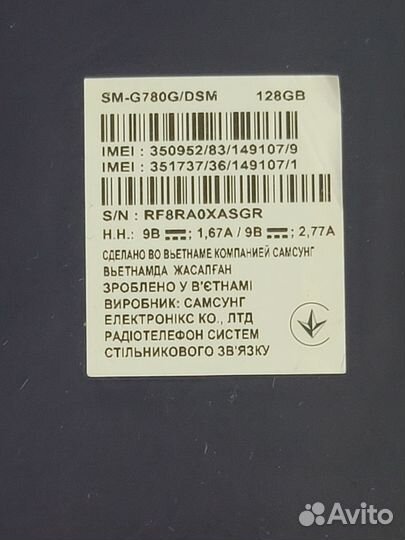 SM-G780G/DSM 128GB
IMEI : 350952/83/149107/9
IMEI : 351737/36/149107/1
S/N : RF8RA0XASGR
Н.Н.: 9В ; 1,67А / 9В ; 2,77А
СДЕЛАНО ВО ВЬЕТНАМЕ КОМПАНИЕЙ САМСУНГ
ВЬЕТНАМДА ЖАСАЛҒАН
ЗРОБЛЕНО У В'ЄТНАМІ
ВИРОБНИК: САМСУНГ
ЕЛЕКТРОНІКС КО., ЛТД
РАДІОТЕЛЕФОН СИСТЕМ
СТІЛЬНИКОВОГО ЗВ'ЯЗКУ
Avito